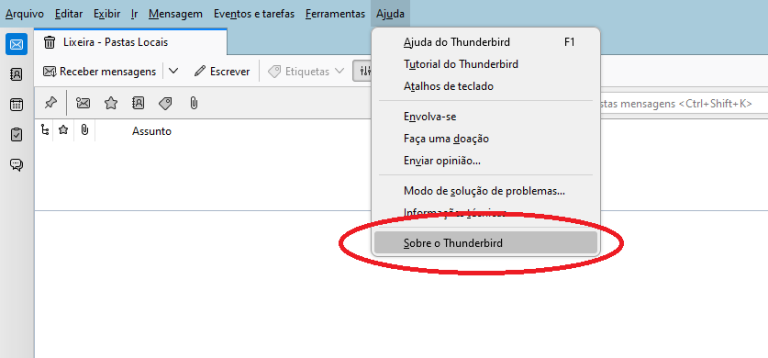 Arquivo Editar Exibir Ir Mensagem Eventos e tarefas Ferramentas Ajuda
Lixeira - Pastas Locais
Receber mensagens Escrever Etiquetas
stas mensagens <Ctrl+Shift+K>
Assunto
Ajuda do Thunderbird F1
Tutorial do Thunderbird
Atalhos de teclado
Envolva-se
Faça uma doação
Enviar opinião...
Modo de solução de problemas...
Informações técnicas
Sobre o Thunderbird